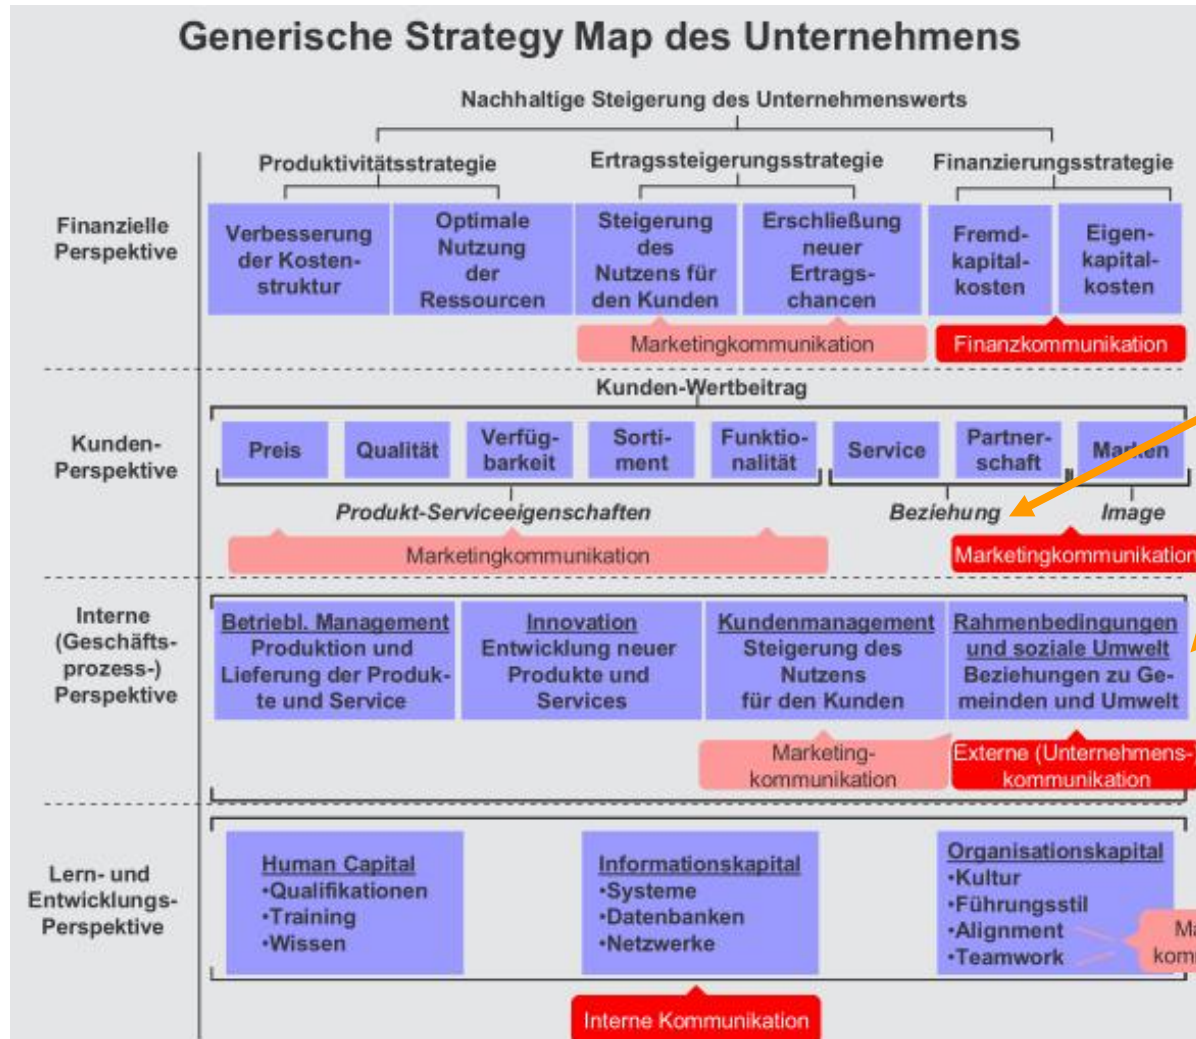 Generische Strategy Map des Unternehmens
Nachhaltige Steigerung des Unternehmenswerts
Produktivitätsstrategie
Ertragssteigerungsstrategie
Finanzierungsstrategie
Finanzielle
Perspektive
Verbesserung
der Kosten-
struktur
Optimale
Nutzung
der
Ressourcen
Steigerung
des
Nutzens für
den Kunden
Erschließung
neuer
Ertrags-
chancen
Fremd-
kapital-
kosten
Eigen-
kapital-
kosten
Marketingkommunikation
Finanzkommunikation
Kunden-Wertbeitrag
Kunden-
Perspektive
Preis
Qualität
Verfüg-
barkeit
Sorti-
ment
Funktio-
nalität
Service
Partner-
schaft
Marken
Produkt-Serviceeigenschaften
Beziehung
Image
Marketingkommunikation
Marketingkommunikation
Interne
(Geschäfts-
prozess-)
Perspektive
Betriebl. Management
Produktion und
Lieferung der Produk-
te und Service
Innovation
Entwicklung neuer
Produkte und
Services
Kundenmanagement
Steigerung des
Nutzens
für den Kunden
Rahmenbedingungen
und soziale Umwelt
Beziehungen zu Ge-
meinden und Umwelt
Marketing-
kommunikation
Externe (Unternehmens-)
kommunikation
Lern- und
Entwicklungs-
Perspektive
Human Capital
•Qualifikationen
•Training
•Wissen
Informationskapital
•Systeme
•Datenbanken
•Netzwerke
Organisationskapital
•Kultur
•Führungsstil
•Alignment
•Teamwork
Interne Kommunikation